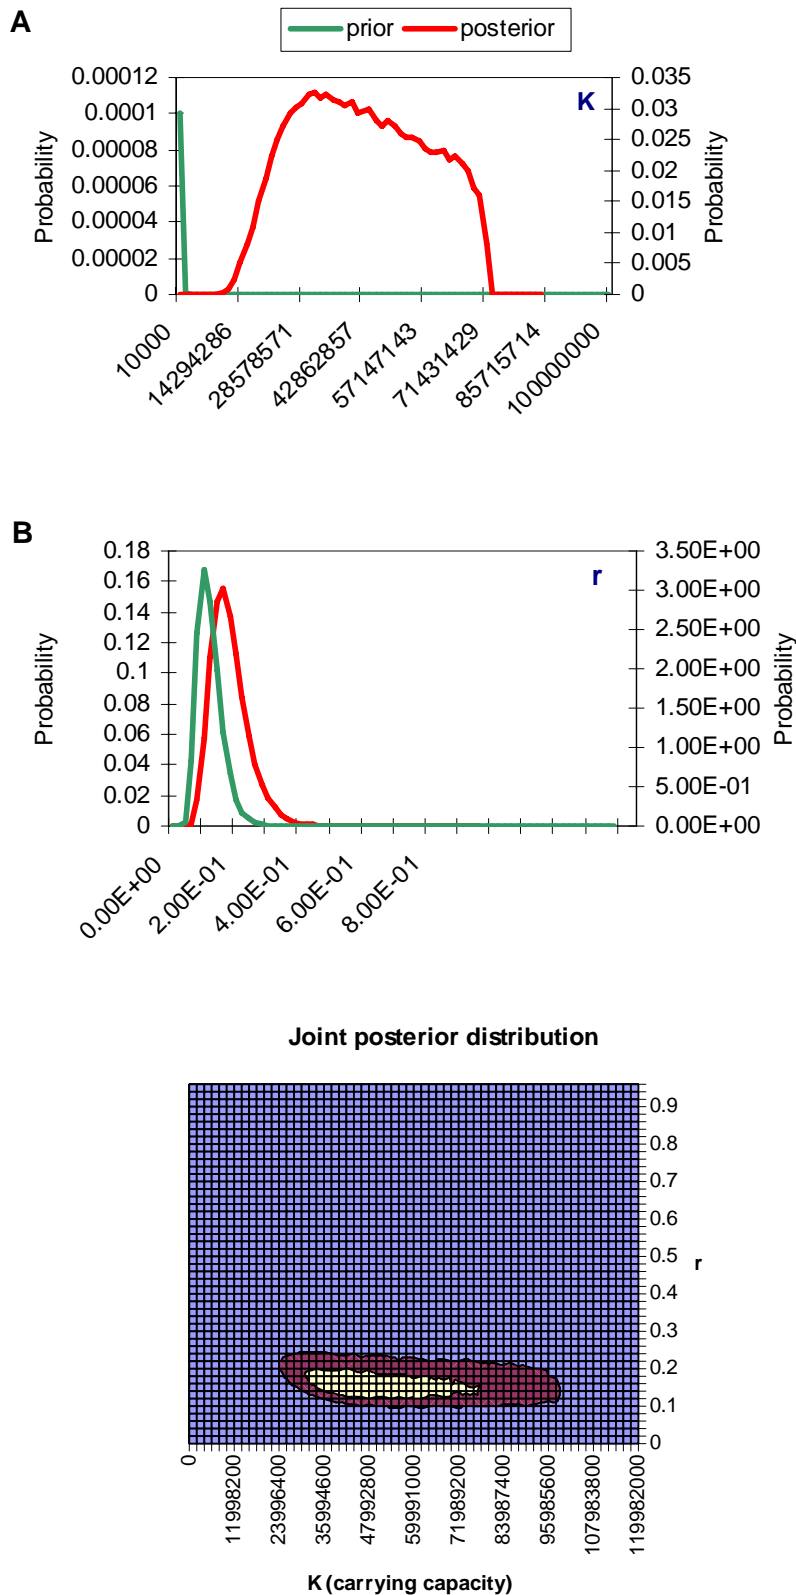 A
prior posterior
K
Probability
0.00012
0.0001
0.00008
0.00006
0.00004
0.00002
0
0.035
0.03
0.025
0.02
0.015
0.01
0.005
0
Probability
10000
14294286
28578571
42862857
57147143
71431429
85715714
100000000
B
r
Probability
0.18
0.16
0.14
0.12
0.1
0.08
0.06
0.04
0.02
0
3.50E+00
3.00E+00
2.50E+00
2.00E+00
1.50E+00
1.00E+00
5.00E-01
0.00E+00
Probability
0.00E+00
2.00E-01
4.00E-01
6.00E-01
8.00E-01
Joint posterior distribution
0.9
0.8
0.7
0.6
0.5
0.4
0.3
0.2
0.1
0
r
0
11998200
23996400
35994600
47992800
59991000
71989200
83987400
95985600
107983800
119982000
K (carrying capacity)